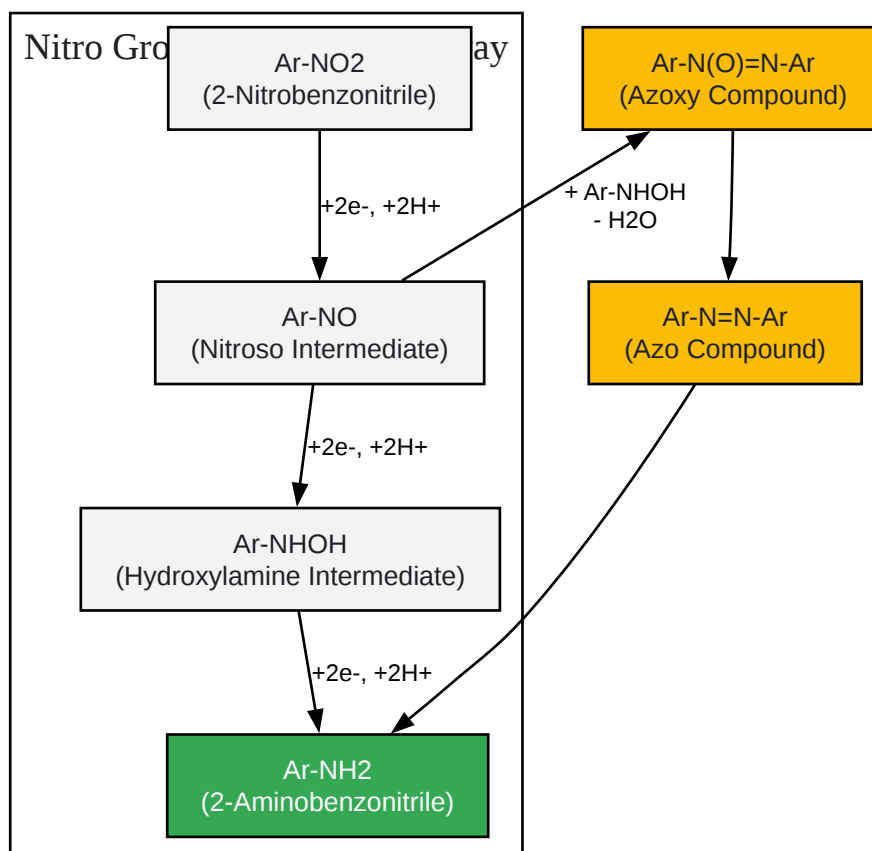 Nitro Gro
ay
Ar-NO2
(2-Nitrobenzonitrile)
Ar-N(O)=N-Ar
(Azoxy Compound)
+2e-, +2H+
+ Ar-NHOH
- H2O
Ar-NO
(Nitroso Intermediate)
Ar-N=N-Ar
(Azo Compound)
+2e-, +2H+
Ar-NHOH
(Hydroxylamine Intermediate)
+2e-, +2H+
Ar-NH2
(2-Aminobenzonitrile)